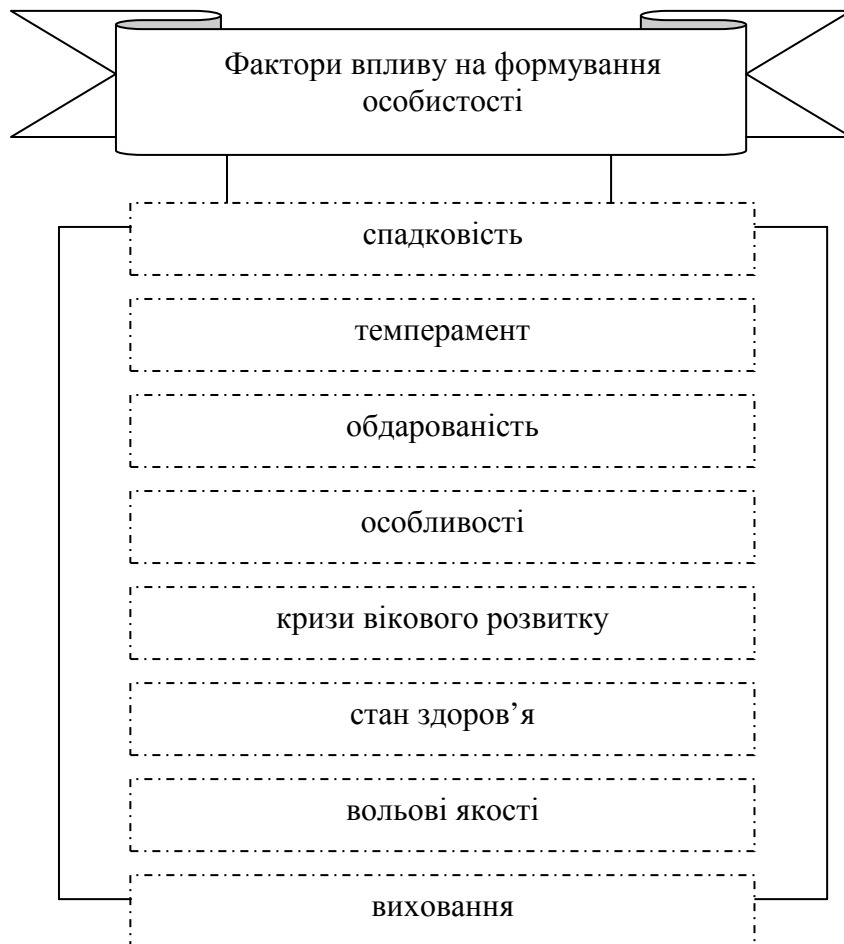 Фактори впливу на формування
особистості
спадковість
темперамент
обдарованість
особливості
кризи вікового розвитку
стан здоров’я
вольові якості
виховання